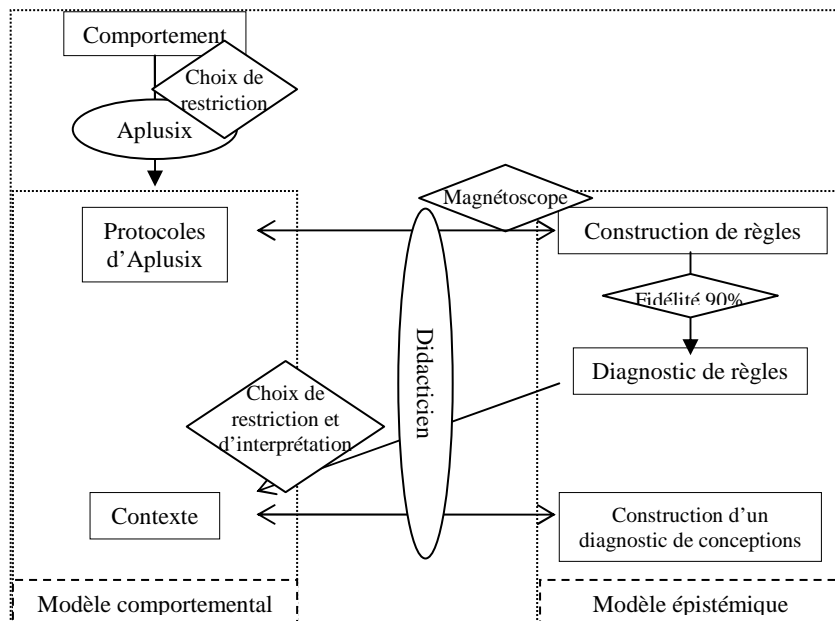 Comportement
Choix de
restriction
Aplusix
Magnétoscope
Protocoles
d’Aplusix
Construction de règles
Fidélité 90%
Didacticien
Diagnostic de règles
Choix de
restriction et
d’interprétation
Contexte
Construction d’un
diagnostic de conceptions
Modèle comportemental
Modèle épistémique